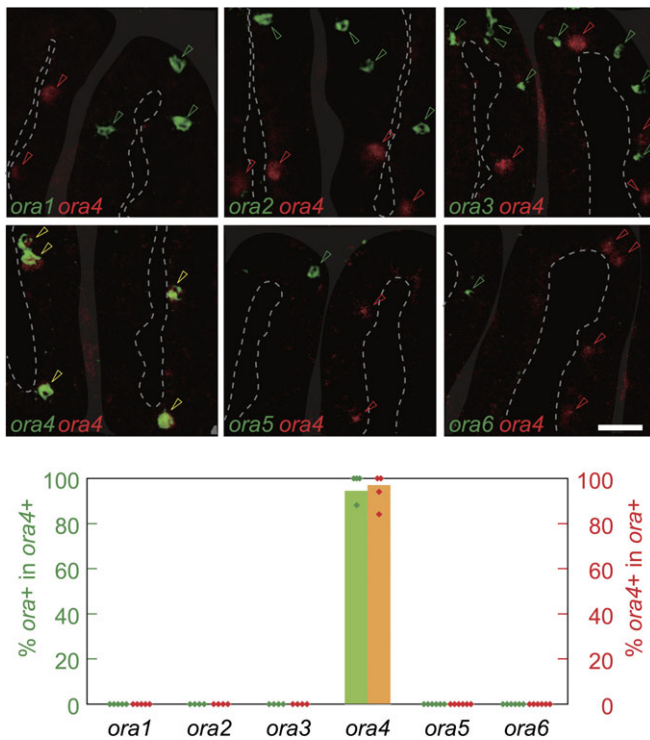 ora1 ora4
ora2 ora4
ora3 ora4
ora4 ora4
ora5 ora4
ora6 ora4
% ora+ in ora4+
100
80
60
40
20
0
100
80
60
40
20
0
% ora4+ in ora+
ora1 ora2 ora3 ora4 ora5 ora6